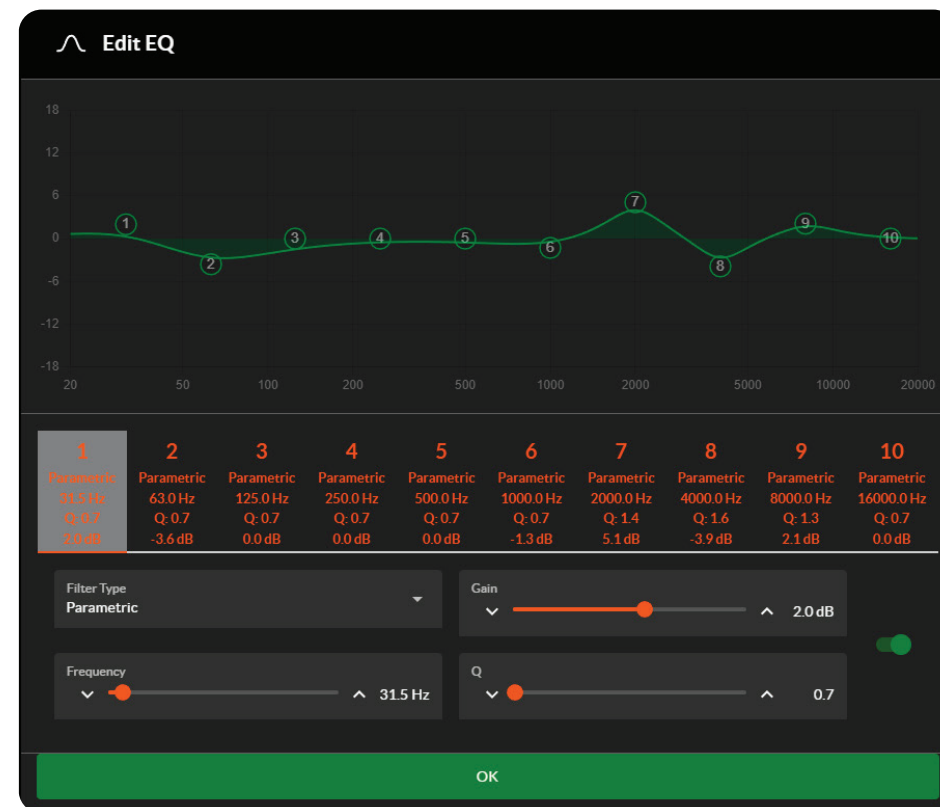 Edit EQ
18
12
6
0
-6
-12
-18
20 50 100 200 500 1000 2000 5000 10000 20000
1
2
3
4
5
6
7
8
9
10
1 2 3 4 5 6 7 8 9 10
Parametric Parametric Parametric Parametric Parametric Parametric Parametric Parametric Parametric Parametric
31.5 Hz 63.0 Hz 125.0 Hz 250.0 Hz 500.0 Hz 1000.0 Hz 2000.0 Hz 4000.0 Hz 8000.0 Hz 16000.0 Hz
Q: 0.7 Q: 0.7 Q: 0.7 Q: 0.7 Q: 0.7 Q: 0.7 Q: 1.4 Q: 1.6 Q: 1.3 Q: 0.7
2.0 dB -3.6 dB 0.0 dB 0.0 dB 0.0 dB -1.3 dB 5.1 dB -3.9 dB 2.1 dB 0.0 dB
Filter Type
Parametric
Gain
2.0 dB
Frequency
31.5 Hz
Q
0.7
OK